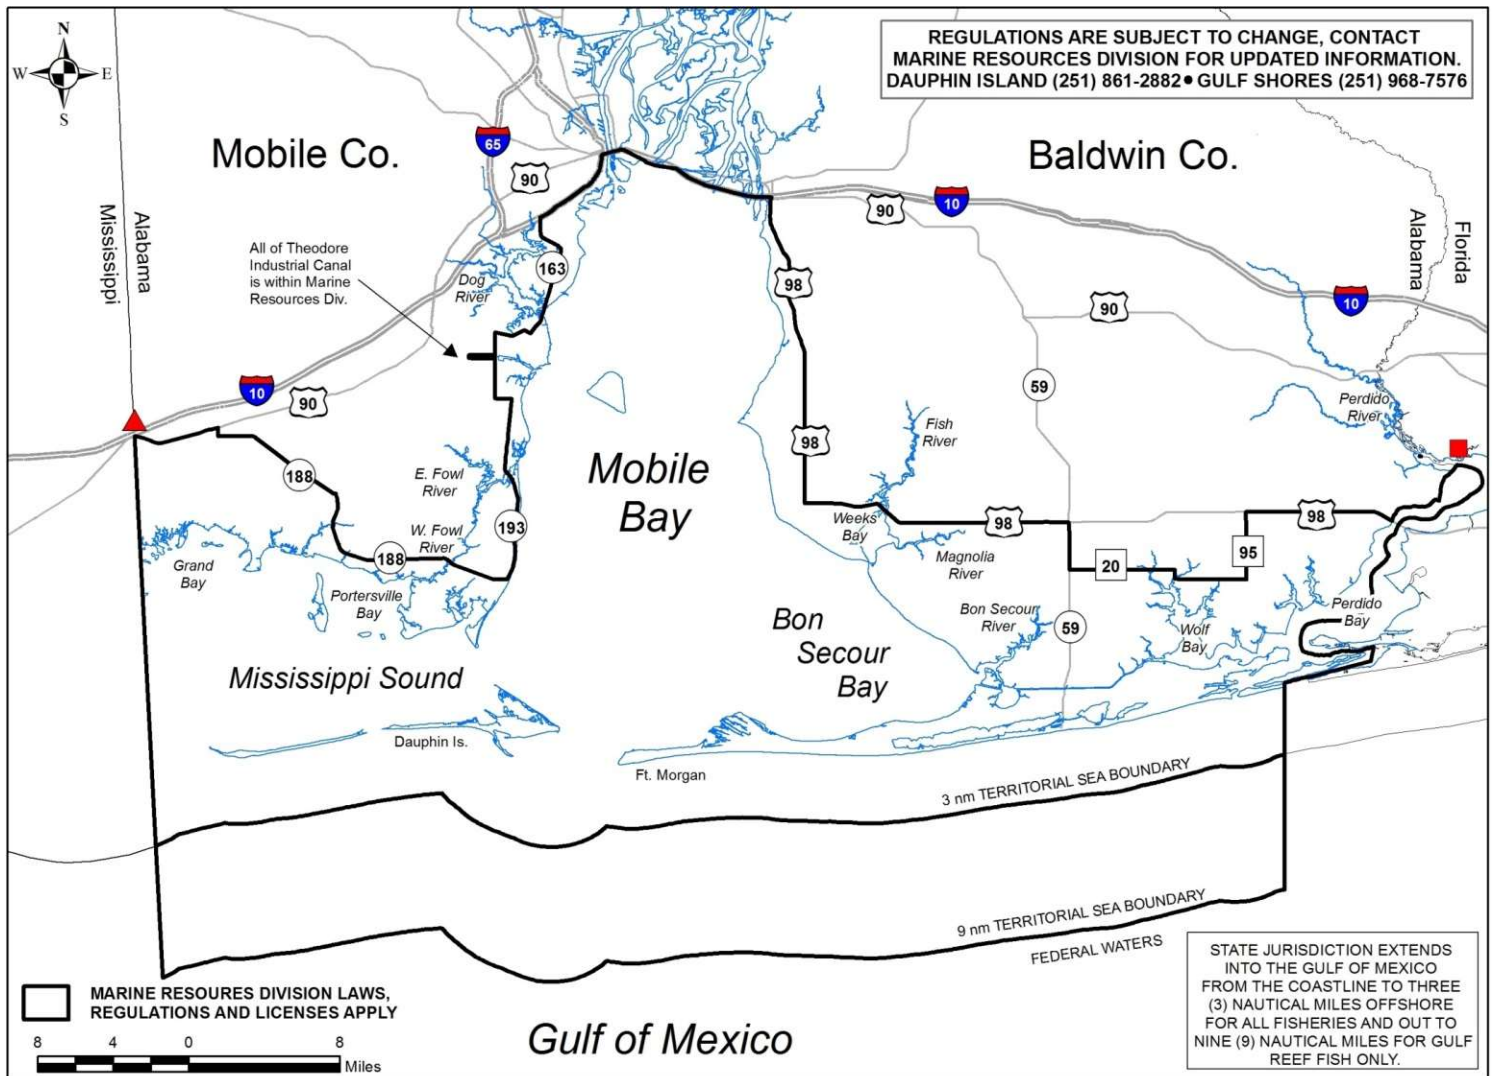 REGULATIONS ARE SUBJECT TO CHANGE, CONTACT
MARINE RESOURCES DIVISION FOR UPDATED INFORMATION.
DAUPHIN ISLAND (251) 861-2882 • GULF SHORES (251) 968-7576
N
W
E
S
Mobile Co.
Baldwin Co.
65
90
10
90
Alabama
Mississippi
Florida
Alabama
All of Theodore
Industrial Canal
is within Marine
Resources Div.
Dog
River
163
98
90
10
59
10
90
98
Perdido
River
Fish
River
Mobile
Bay
188
E. Fowl
River
193
W. Fowl
River
188
Grand
Bay
Portersville
Bay
Weeks
Bay
98
Magnolia
River
98
20
95
Bon Secour
River
59
Wolf
Bay
Perdido
Bay
Bon
Secour
Bay
Mississippi Sound
Dauphin Is.
Ft. Morgan
3 nm TERRITORIAL SEA BOUNDARY
9 nm TERRITORIAL SEA BOUNDARY
FEDERAL WATERS
Gulf of Mexico
MARINE RESOURES DIVISION LAWS,
REGULATIONS AND LICENSES APPLY
8 4 0 8
Miles
STATE JURISDICTION EXTENDS
INTO THE GULF OF MEXICO
FROM THE COASTLINE TO THREE
(3) NAUTICAL MILES OFFSHORE
FOR ALL FISHERIES AND OUT TO
NINE (9) NAUTICAL MILES FOR GULF
REEF FISH ONLY.